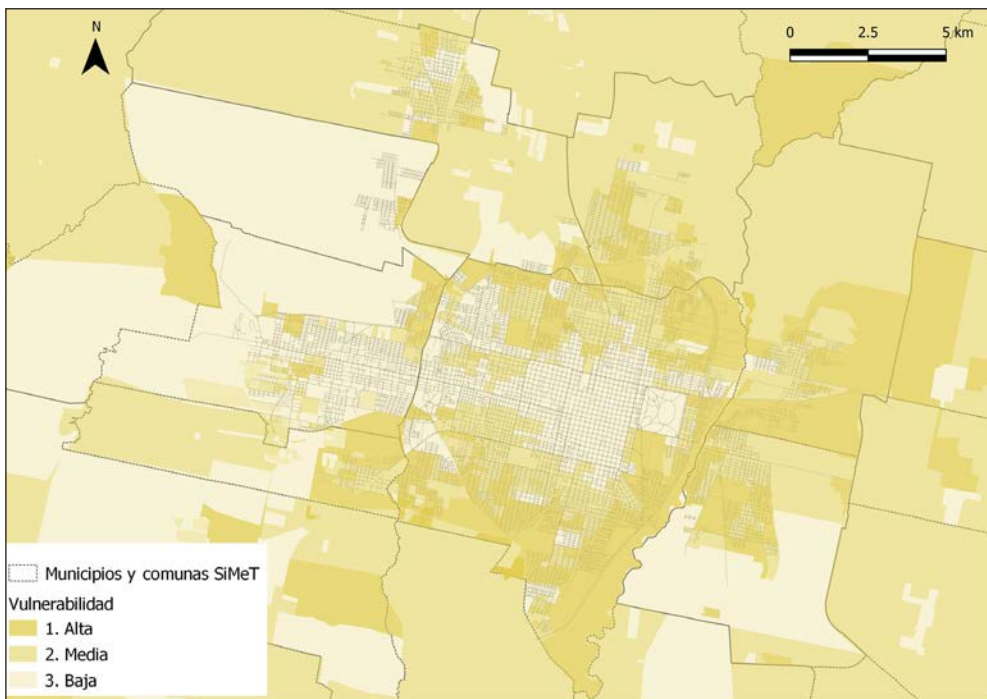 N
0 2.5 5 km
Municipios y comunas SiMeT
Vulnerabilidad
1. Alta
2. Media
3. Baja